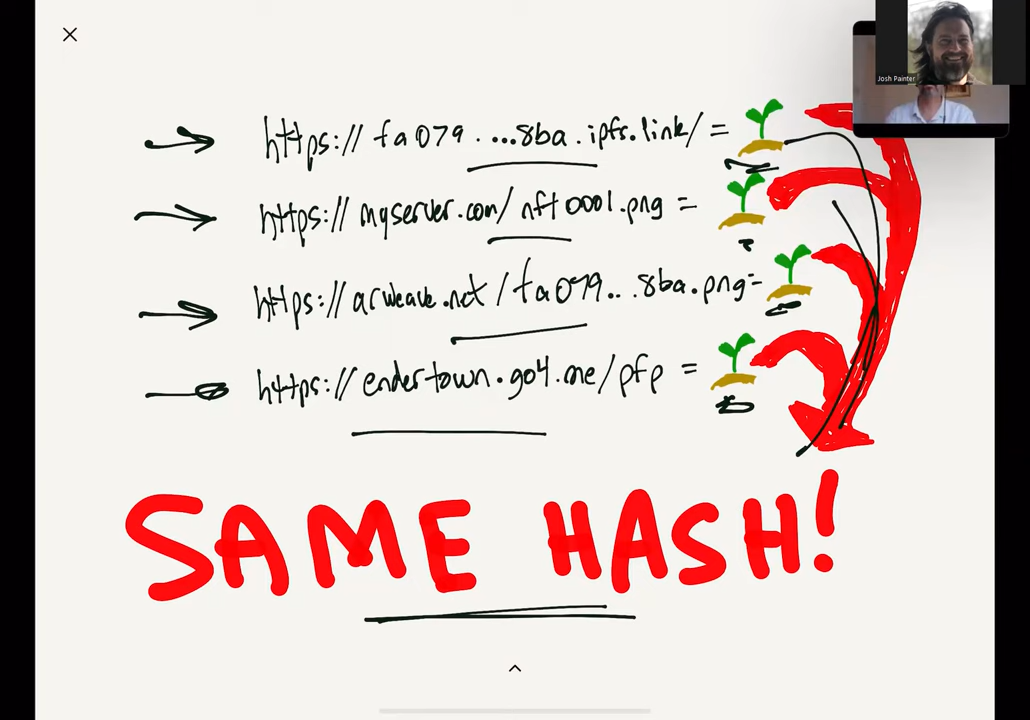 Josh Painter
https://fa079....8ba.ipfs.link/ =
https://myserver.com/nft0001.png =
https://arweave.net/fa079...8ba.png=
https://endertown.go4.me/pfp =
SAME HASH!